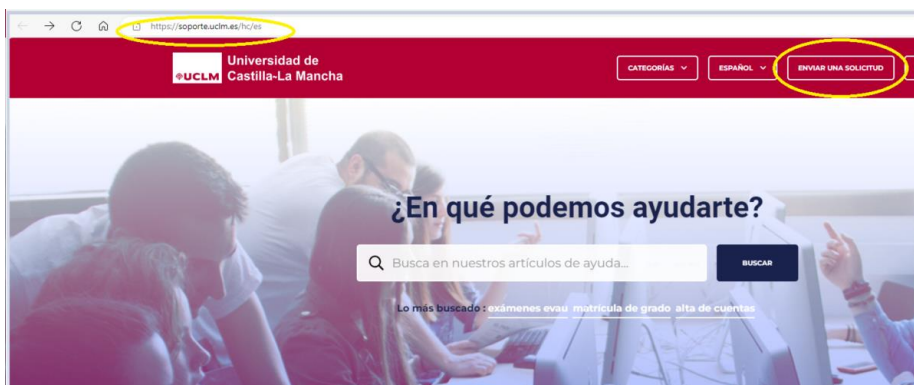 https://soporte.uclm.es/hc/es
UCLM
Universidad de
Castilla-La Mancha
CATEGORÍAS
ESPAÑOL
ENVIAR UNA SOLICITUD
¿En qué podemos ayudarte?
Busca en nuestros artículos de ayuda...
BUSCAR
Lo más buscado : exámenes evau matrícula de grado alta de cuentas